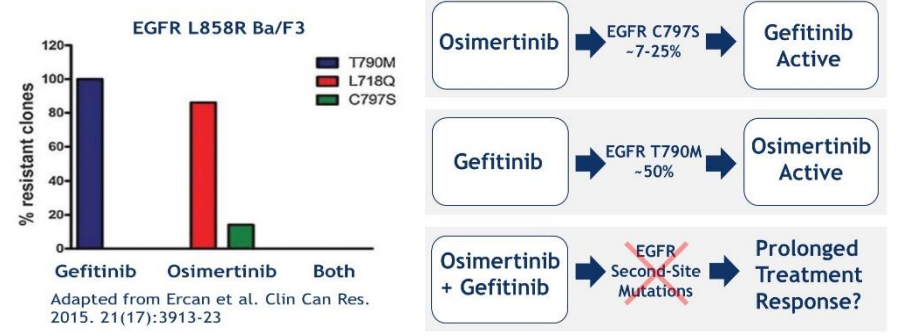 EGFR L858R Ba/F3
120
100
80
60
40
20
0
% resistant clones
T790M
L718Q
C797S
Gefitinib Osimertinib Both
Adapted from Ercan et al. Clin Can Res.
2015. 21(17):3913-23
Osimertinib
EGFR C797S
~7-25%
Gefitinib
Active
Gefitinib
EGFR T790M
~50%
Osimertinib
Active
Osimertinib
+ Gefitinib
EGFR
Second-Site
Mutations
Prolonged
Treatment
Response?